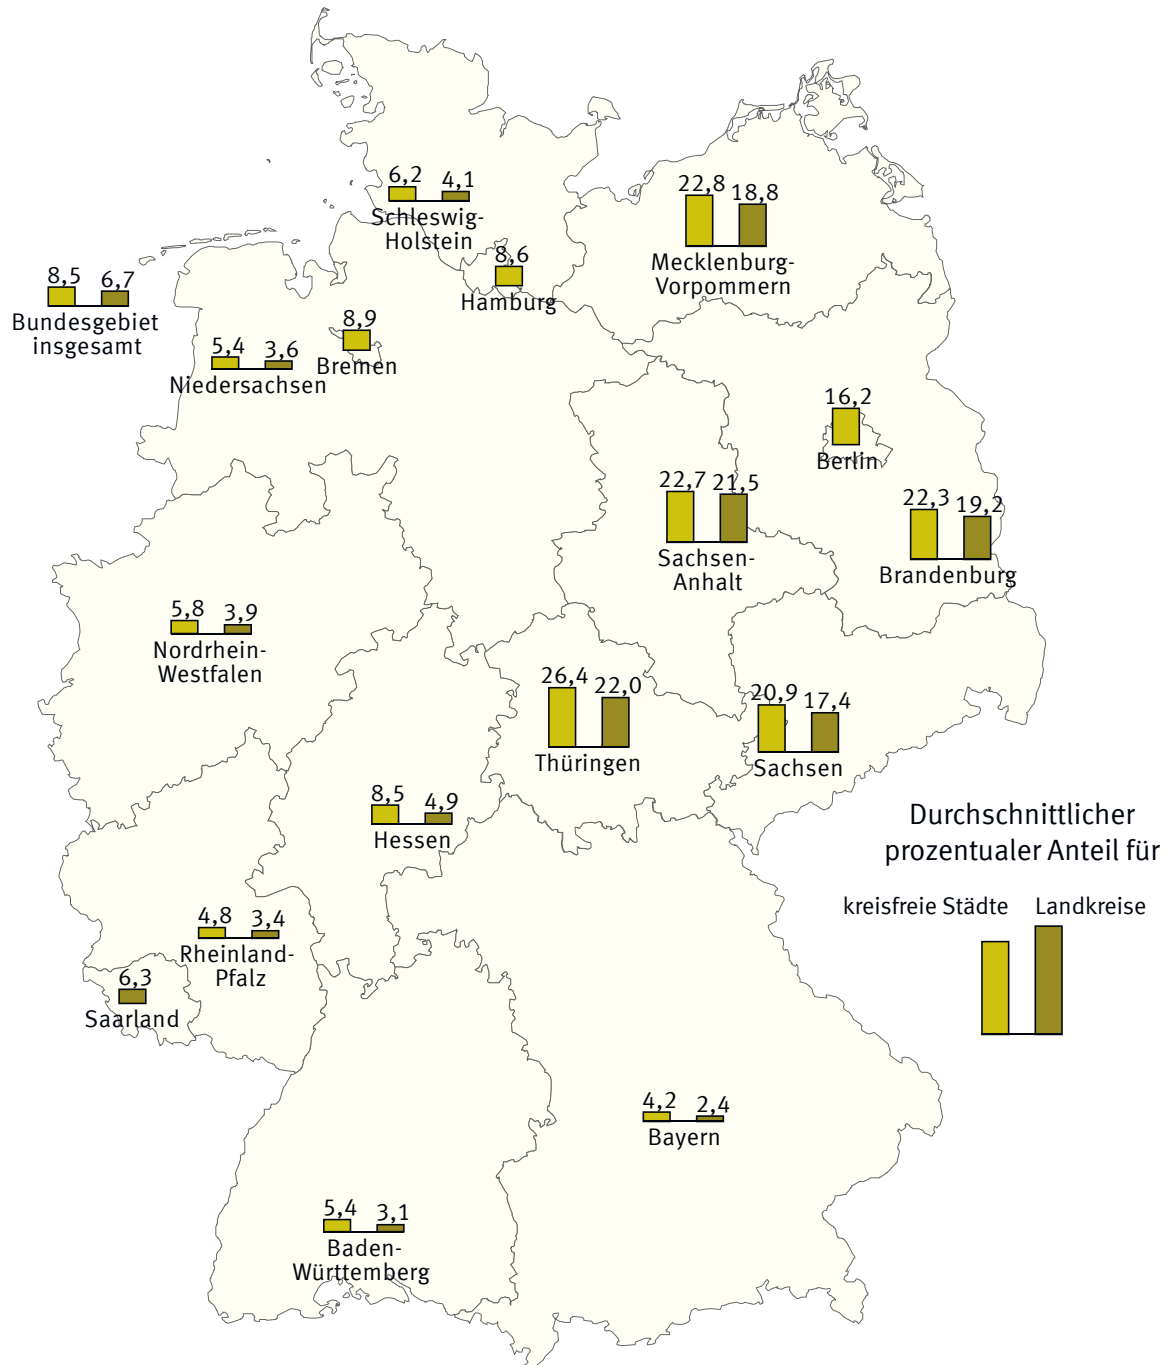 6,2 4,1
Schleswig-
Holstein
22,8 18,8
Mecklenburg-
Vorpommern
8,6
Hamburg
8,5 6,7
Bundesgebiet
insgesamt
8,9
Bremen
5,4 3,6
Niedersachsen
16,2
Berlin
22,7 21,5
Sachsen-
Anhalt
22,3 19,2
Brandenburg
5,8 3,9
Nordrhein-
Westfalen
26,4 22,0
Thüringen
20,9 17,4
Sachsen
8,5 4,9
Hessen
Durchschnittlicher
prozentualer Anteil für
kreisfreie Städte Landkreise
4,8 3,4
Rheinland-
Pfalz
6,3
Saarland
4,2 2,4
Bayern
5,4 3,1
Baden-
Württemberg